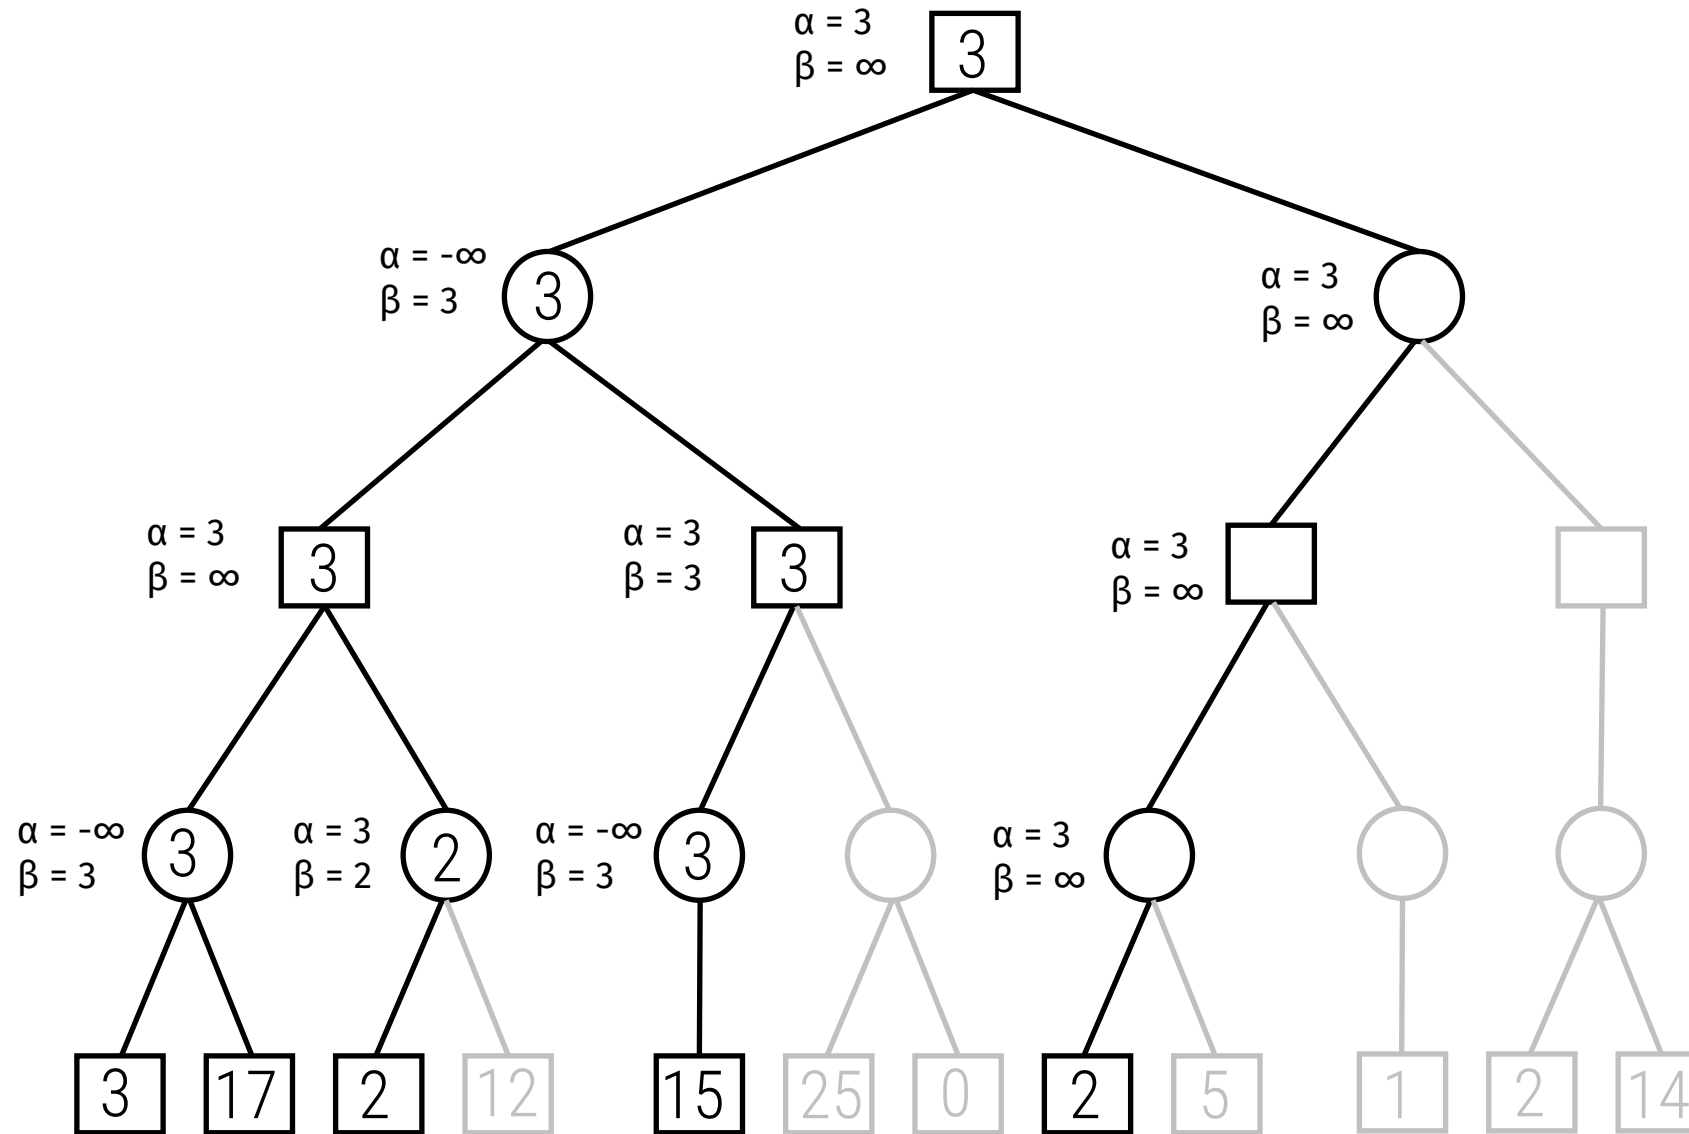 α = 3
β = ∞
3
α = -∞
β = 3
3
α = 3
β = ∞
α = 3
β = ∞
3
α = 3
β = 3
3
α = 3
β = ∞
α = -∞
β = 3
3
α = 3
β = 2
2
α = -∞
β = 3
3
α = 3
β = ∞
3
17
2
12
15
25
0
2
5
1
2
14